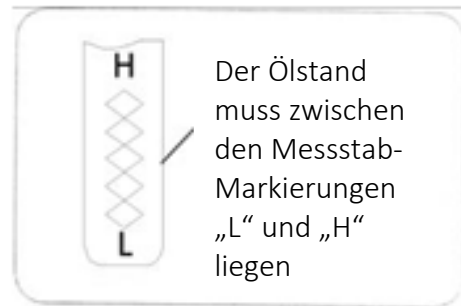 H
L
Der Ölstand
muss zwischen
den Messstab-
Markierungen
„L“ und „H“
liegen